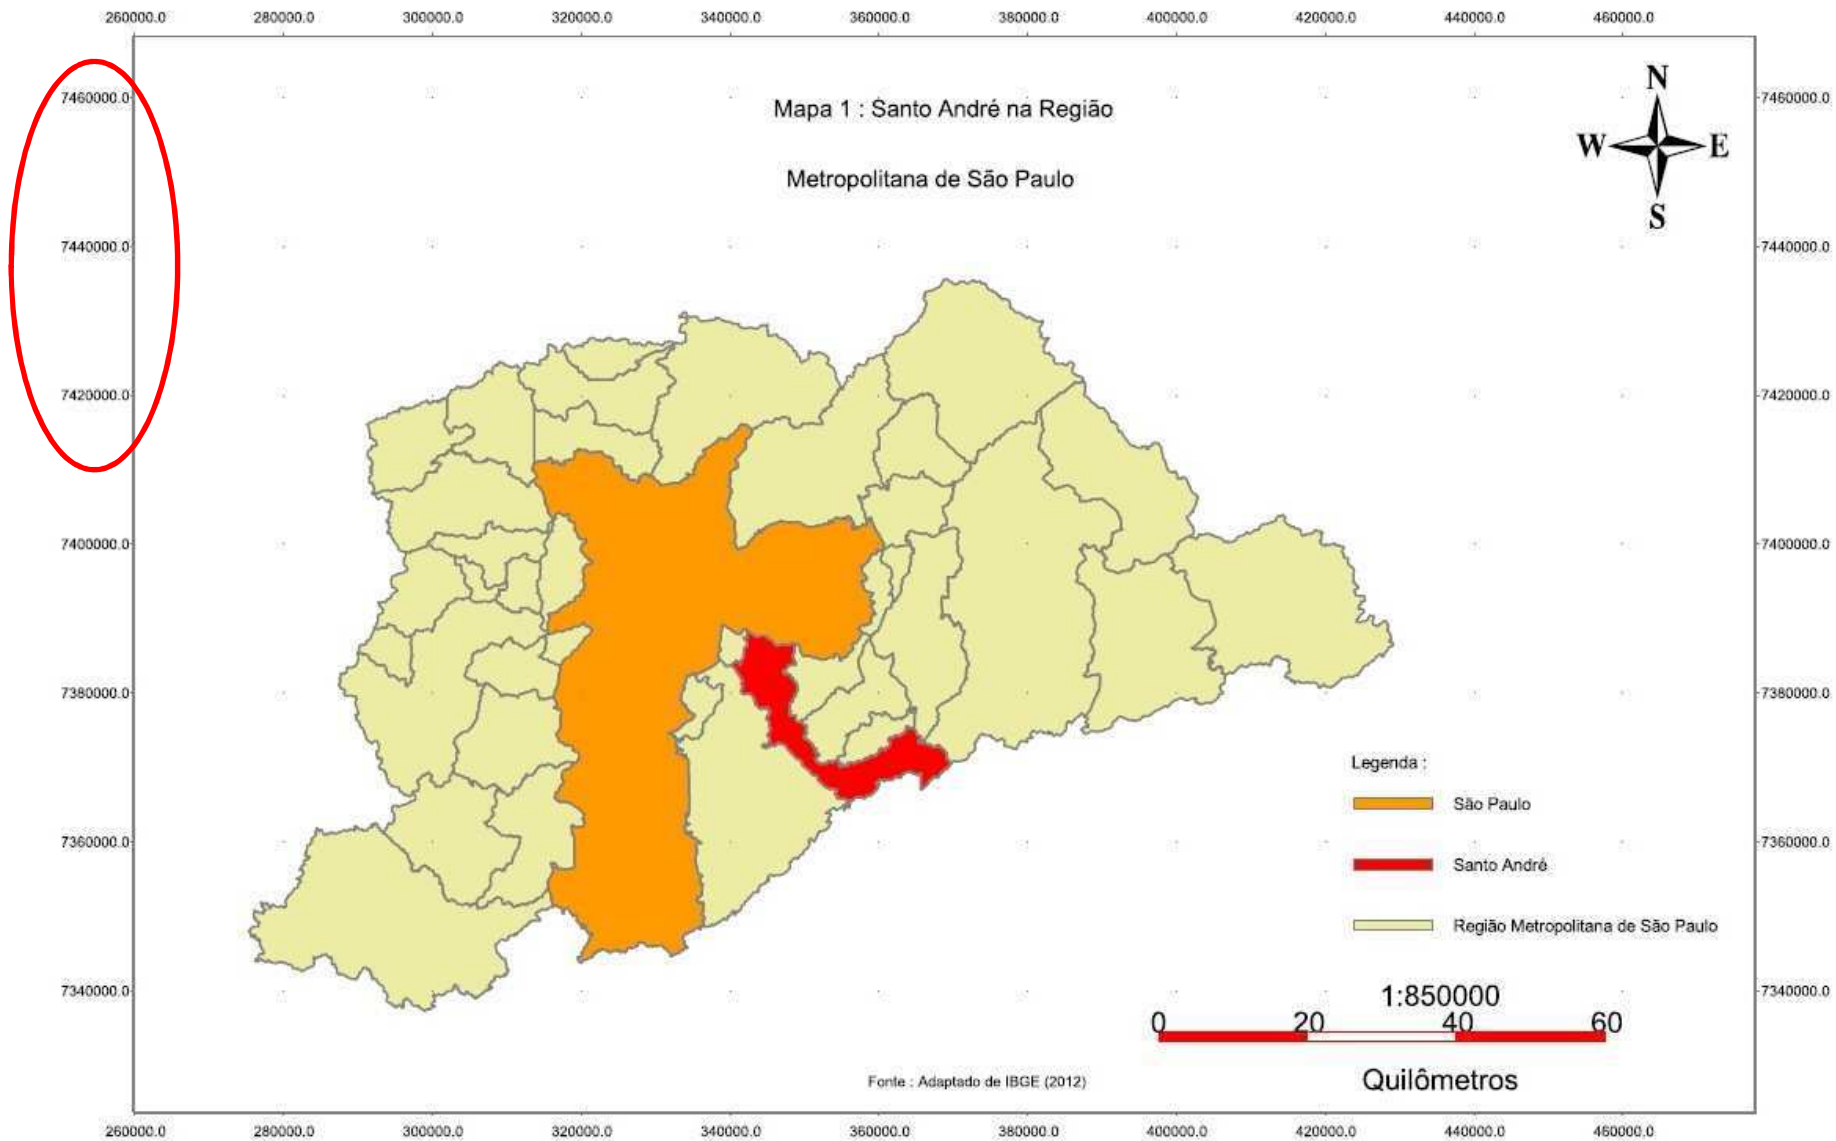 260000.0 280000.0 300000.0 320000.0 340000.0 360000.0 380000.0 400000.0 420000.0 440000.0 460000.0
N
7460000.0 7460000.0
Mapa 1 : Santo André na Região
W E
Metropolitana de São Paulo
S
7440000.0 7440000.0
7420000.0 7420000.0
7400000.0 7400000.0
7380000.0 7380000.0
Legenda :
São Paulo
7360000.0 7360000.0
Santo André
Região Metropolitana de São Paulo
7340000.0 7340000.0
1:850000
0 20 40 60
Quilômetros
Fonte : Adaptado de IBGE (2012)
260000.0 280000.0 300000.0 320000.0 340000.0 360000.0 380000.0 400000.0 420000.0 440000.0 460000.0